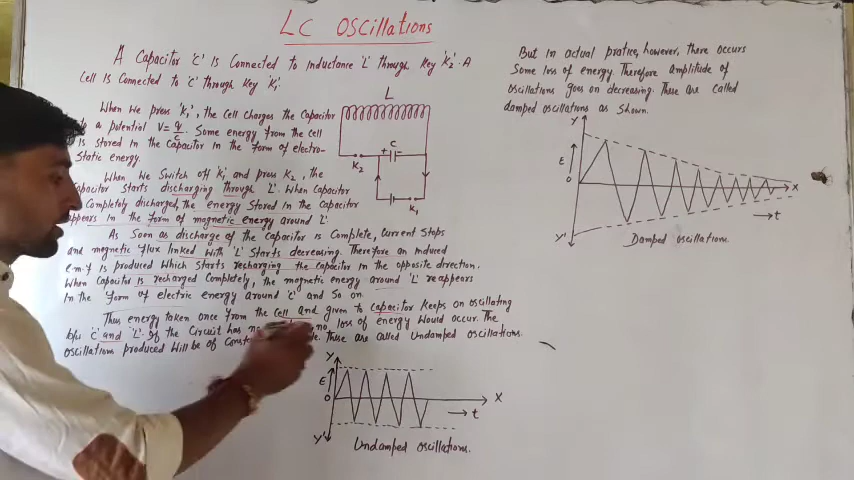 LC Oscillations
A Capacitor 'C' is Connected to Inductance 'L' through Key 'K2'. A
Cell is Connected to 'C' through Key 'K1'.
When we press 'K1', the Cell charges the Capacitor
to a potential V= q/c. Some energy from the Cell
is stored in the Capacitor in the form of electro-
static energy.
When we Switch off K1 and press K2, the
Capacitor starts discharging through 'L'. When Capacitor
Completely discharged, the energy Stored in the Capacitor
appears in the form of magnetic energy around 'L'
As Soon as discharge of the Capacitor is Complete, current stops
and magnetic flux linked with 'L' starts decreasing. Therefore an induced
e.m.f is produced which starts recharging the capacitor in the opposite direction.
When Capacitor is recharged Completely, the magnetic energy around 'L' reappears
in the form of electric energy around 'C' and So on
Thus energy taken once from the Cell and given to capacitor keeps on oscillating
b/w 'C' and 'L'. If the Circuit has no no loss of energy would occur. The
oscillations produced will be of These are called Undamped oscillations.
L
C
+
K2
K1
Y
E
O
X
t
Y'
Undamped oscillations.
But in actual pratice, however, there occurs
Some loss of energy. Therefore amplitude of
oscillations goes on decreasing. These are called
damped oscillations as Shown.
Y
E
O
X
t
Y'
Damped oscillations.